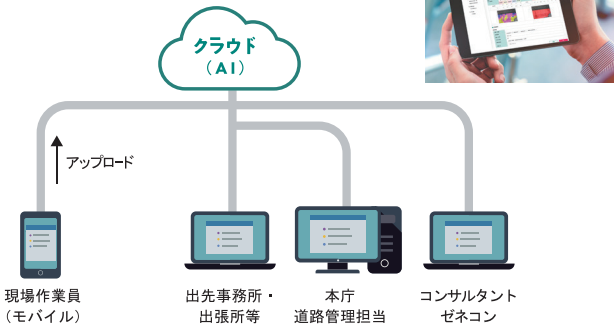 クラウド
（AI）
アップロード
現場作業員
（モバイル）
出先事務所・
出張所等
本庁
道路管理担当
コンサルタント
ゼネコン